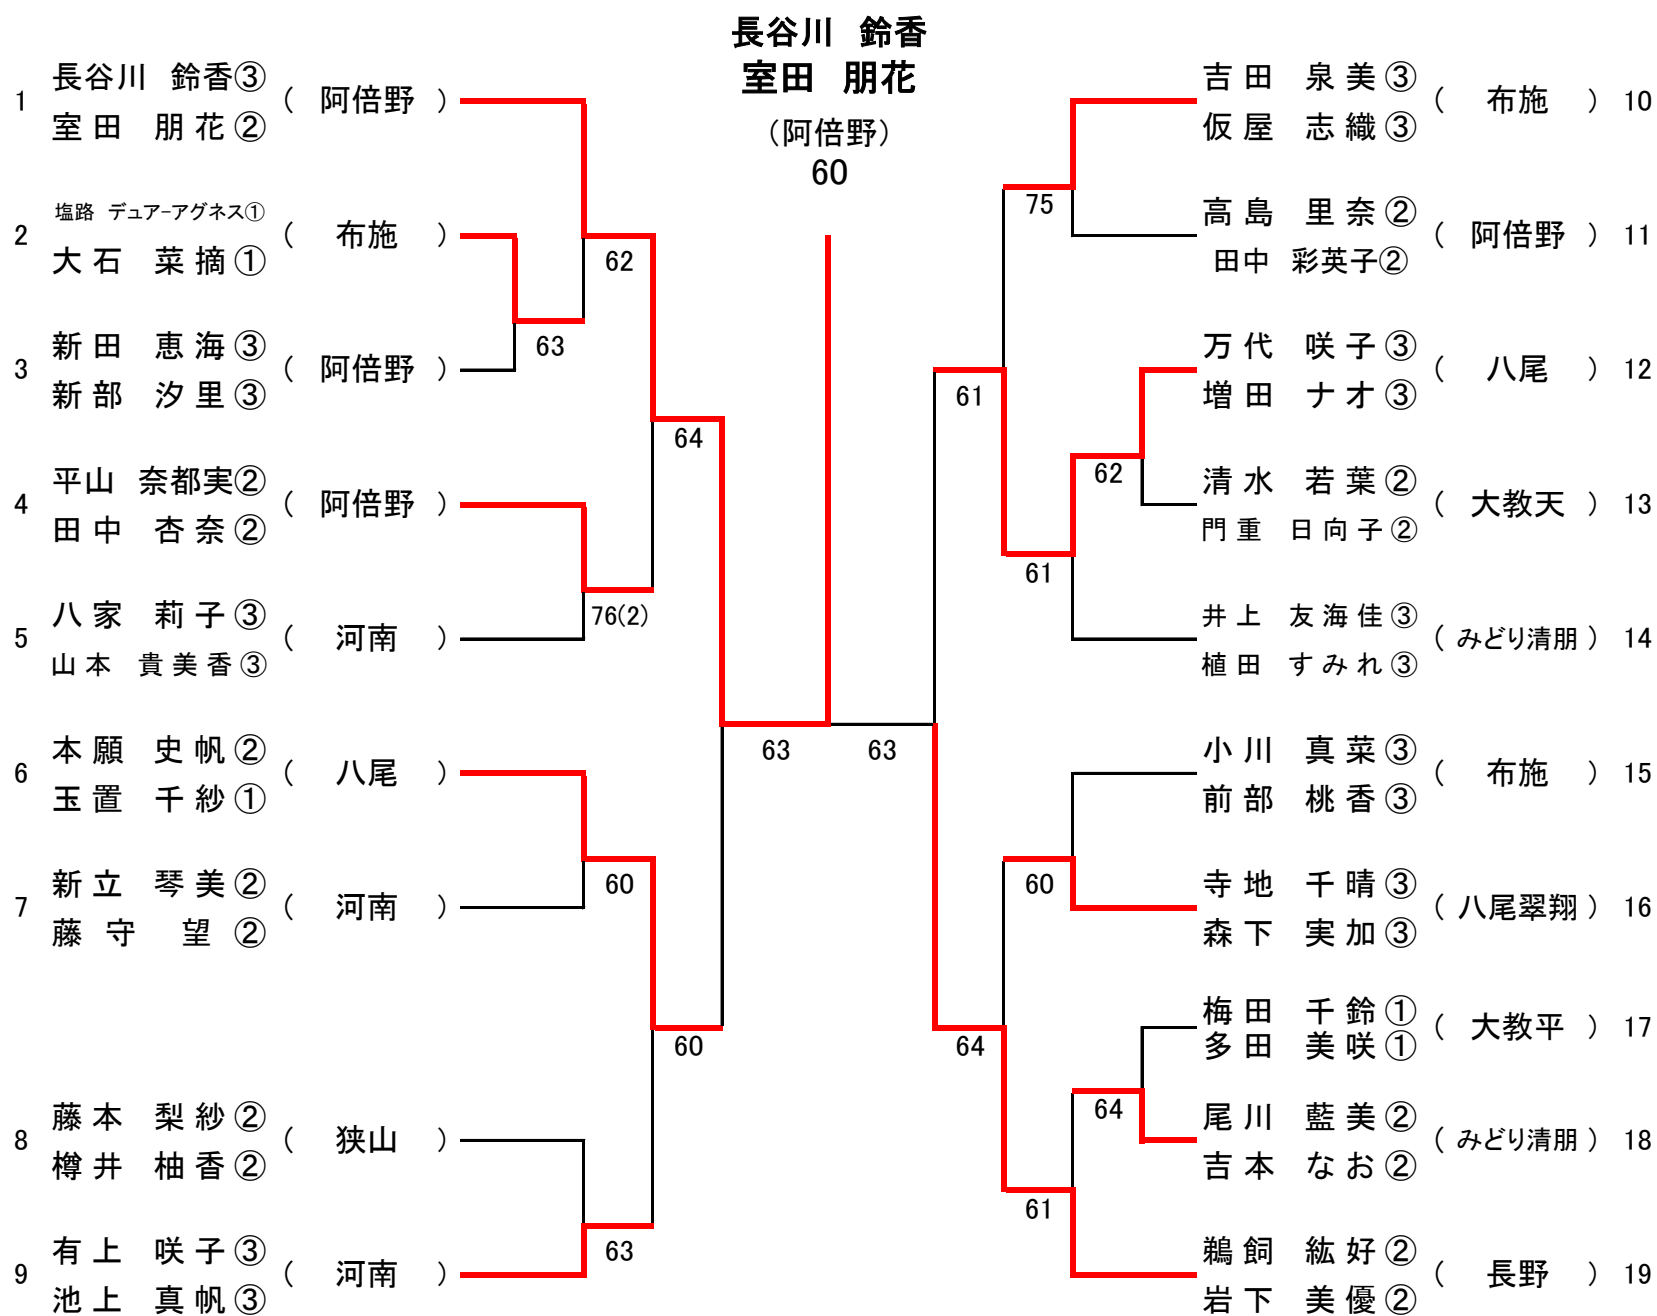 長谷川 鈴香
室田 朋花
（阿倍野）
60
1 長谷川 鈴香③ 室田 朋花② （ 阿倍野 ）
2 塩路 デュアーアグネス① 大石 菜摘① （ 布施 ）
3 新田 恵海③ 新部 汐里③ （ 阿倍野 ）
4 平山 奈都実② 田中 杏奈② （ 阿倍野 ）
5 八家 莉子③ 山本 貴美香③ （ 河南 ）
6 本願 史帆② 玉置 千紗① （ 八尾 ）
7 新立 琴美② 藤守 望② （ 河南 ）
8 藤本 梨紗② 樽井 柚香② （ 狭山 ）
9 有上 咲子③ 池上 真帆③ （ 河南 ）
62
63
64
76(2)
60
60
63
63
63
75
61
62
61
60
64
64
61
吉田 泉美③ 仮屋 志織③ （ 布施 ） 10
高島 里奈② 田中 彩英子② （ 阿倍野 ） 11
万代 咲子③ 増田 ナオ③ （ 八尾 ） 12
清水 若葉② 門重 日向子② （ 大教天 ） 13
井上 友海佳③ 植田 すみれ③ （ みどり清朋 ） 14
小川 真菜③ 前部 桃香③ （ 布施 ） 15
寺地 千晴③ 森下 実加③ （ 八尾翠翔 ） 16
梅田 千鈴① 多田 美咲① （ 大教平 ） 17
尾川 藍美② 吉本 なお② （ みどり清朋 ） 18
鵜飼 紘好② 岩下 美優② （ 長野 ） 19